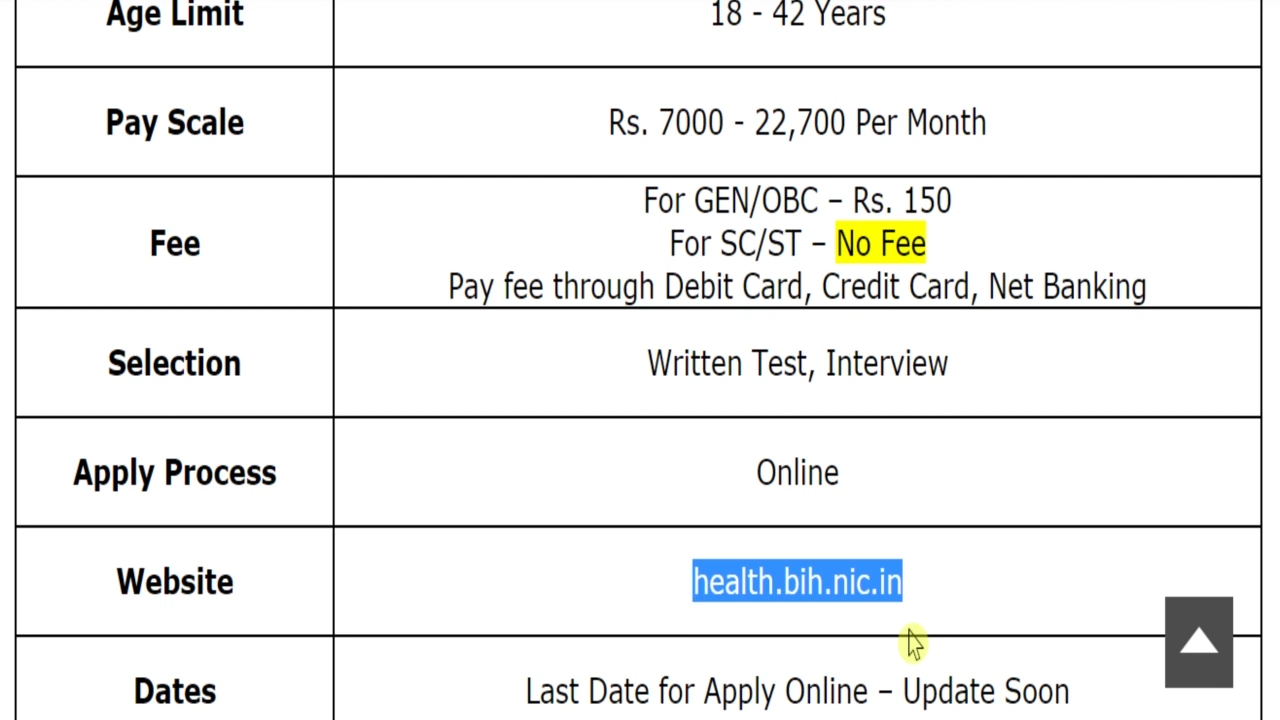 Age Limit
18 - 42 Years
Pay Scale
Rs. 7000 - 22,700 Per Month
Fee
For GEN/OBC – Rs. 150
For SC/ST – No Fee
Pay fee through Debit Card, Credit Card, Net Banking
Selection
Written Test, Interview
Apply Process
Online
Website
health.bih.nic.in
Dates
Last Date for Apply Online – Update Soon